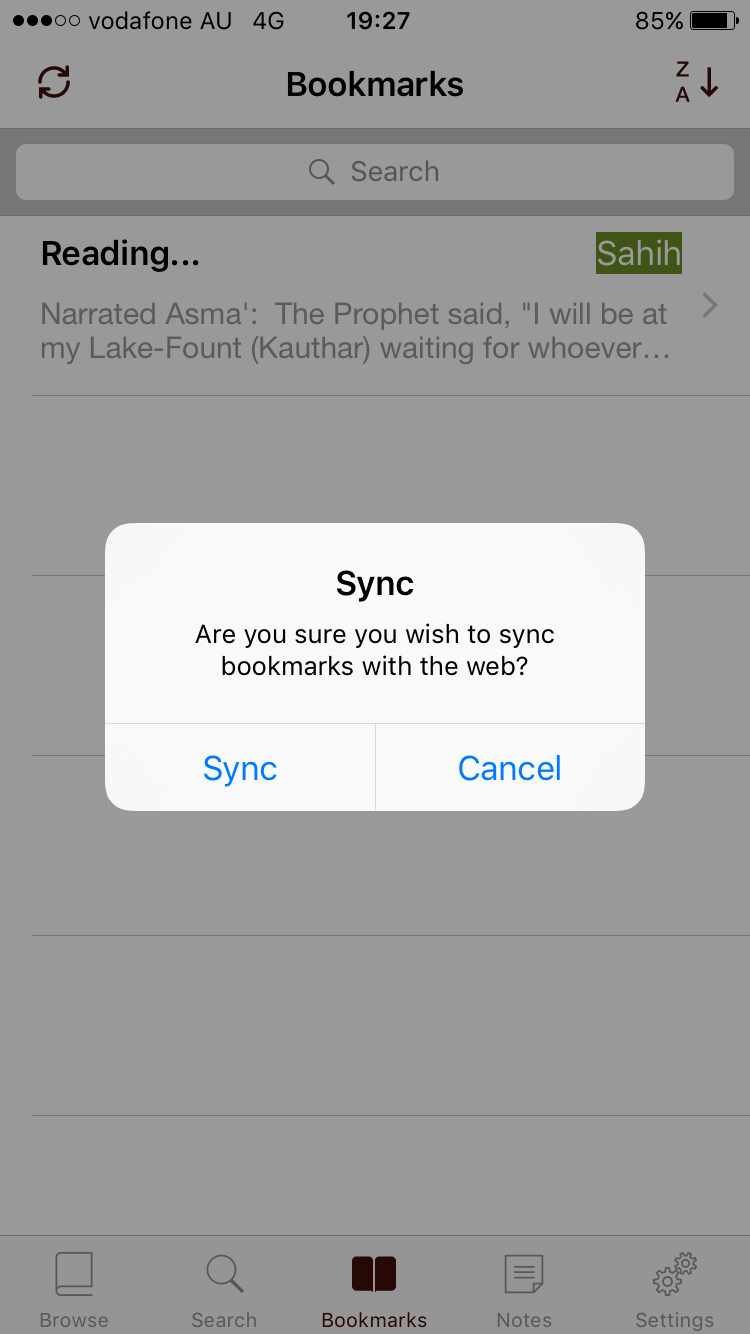 vodafone AU 4G 19:27 85%
Bookmarks
Z
A
Search
Reading... Sahih
Narrated Asma':  The Prophet said, "I will be at
my Lake-Fount (Kauthar) waiting for whoever...
Sync
Are you sure you wish to sync
bookmarks with the web?
Sync Cancel
Browse Search Bookmarks Notes Settings